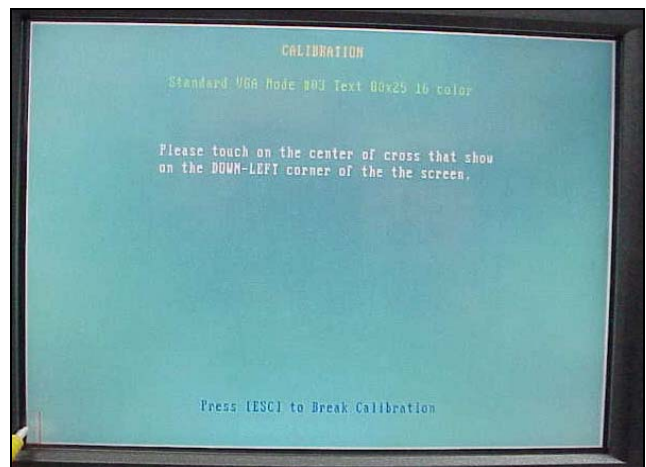 CALIBRATION
Standard VGA Mode #03 Text 80x25 16 color
Please touch on the center of cross that show
on the DOWN-LEFT corner of the the screen.
Press [ESC] to Break Calibration